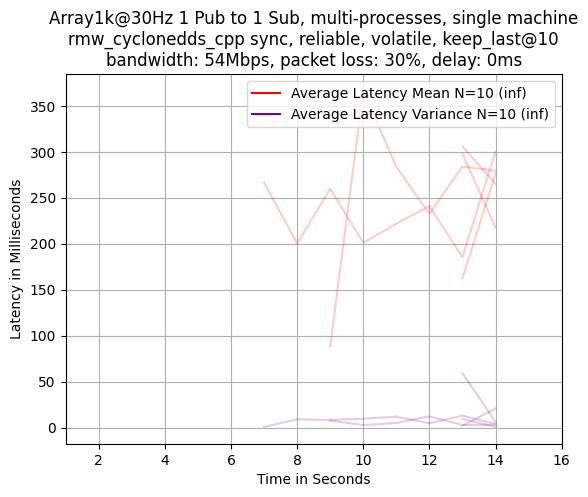 Array1k@30Hz 1 Pub to 1 Sub, multi-processes, single machine
rmw_cyclonedds_cpp sync, reliable, volatile, keep_last@10
bandwidth: 54Mbps, packet loss: 30%, delay: 0ms
Average Latency Mean N=10 (inf)
Average Latency Variance N=10 (inf)
Latency in Milliseconds
350
300
250
200
150
100
50
0
2 4 6 8 10 12 14 16
Time in Seconds